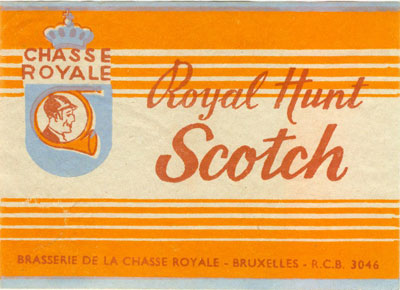 CHASSE
ROYALE
Royal Hunt
Scotch
BRASSERIE DE LA CHASSE ROYALE - BRUXELLES - R.C.B. 3046